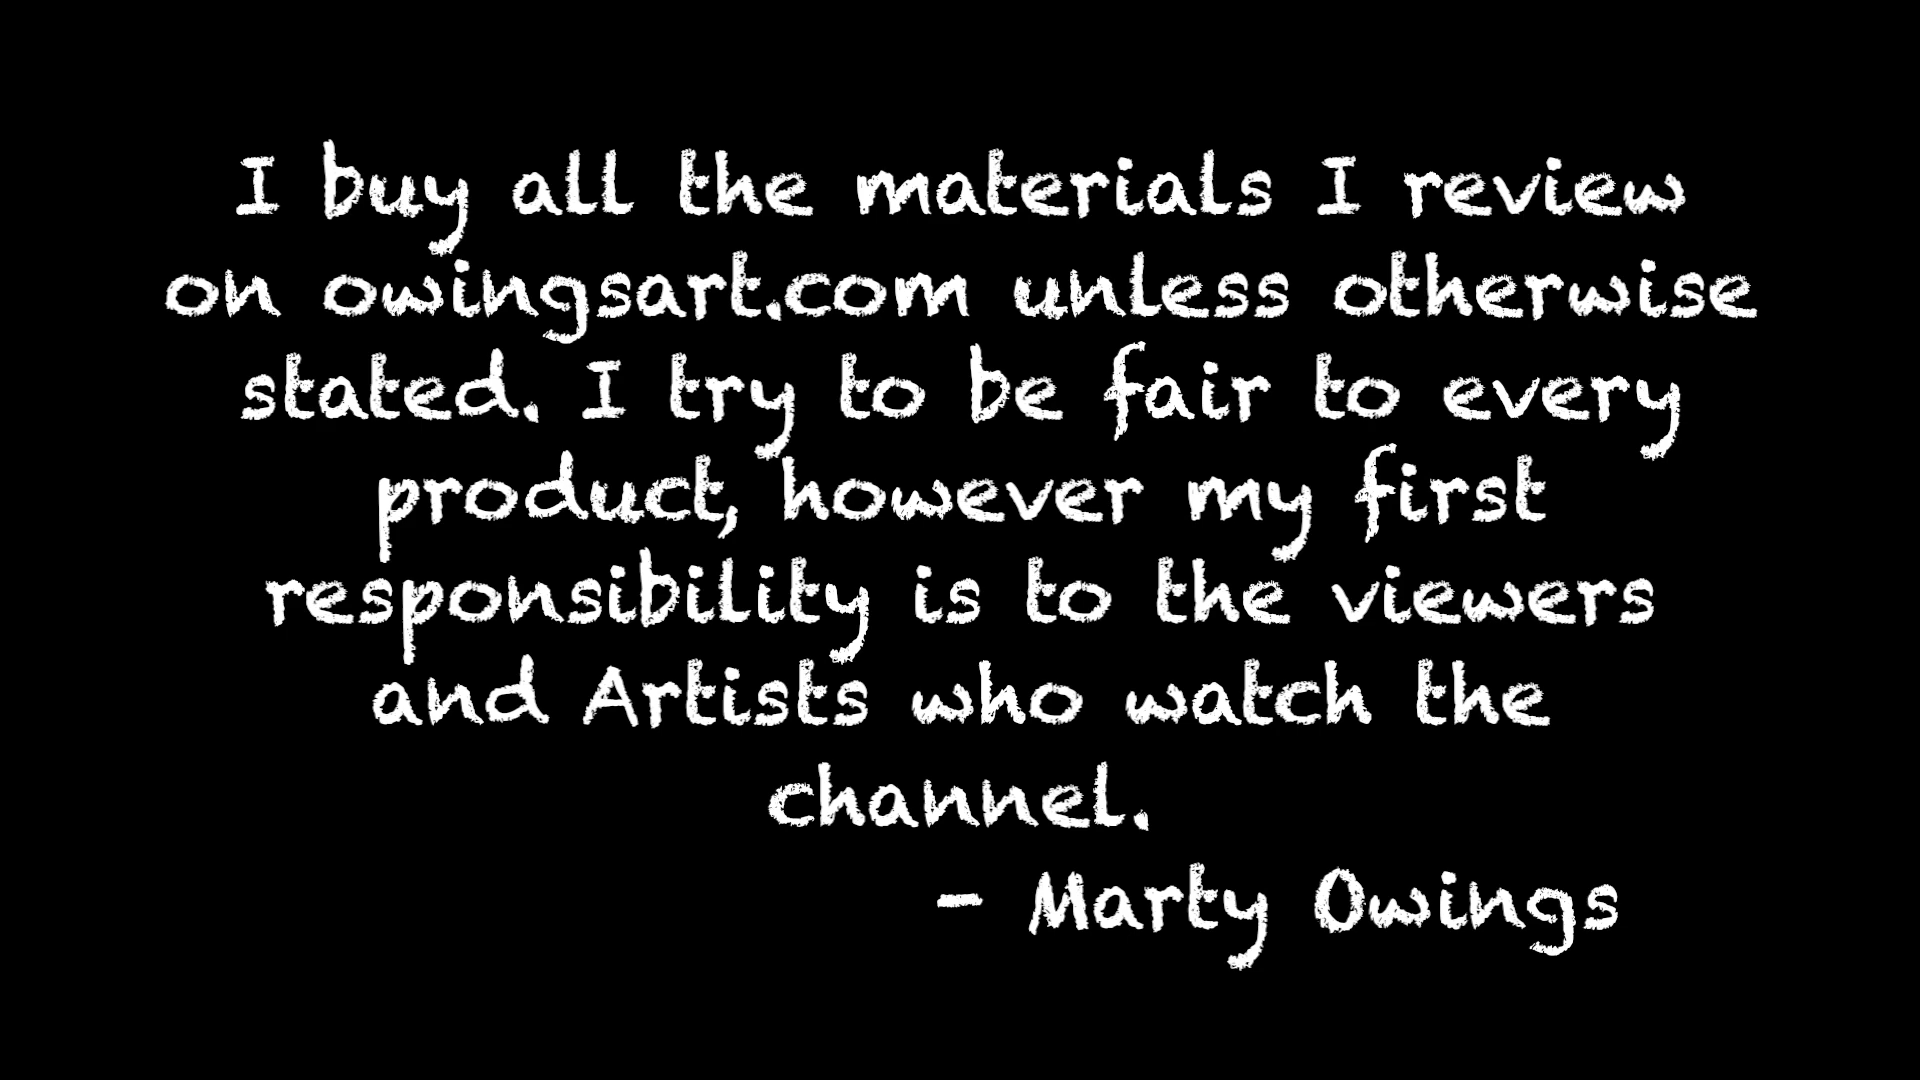 I buy all the materials I review
on owingsart.com unless otherwise
stated. I try to be fair to every
product, however my first
responsibility is to the viewers
and Artists who watch the
channel.
- Marty Owings